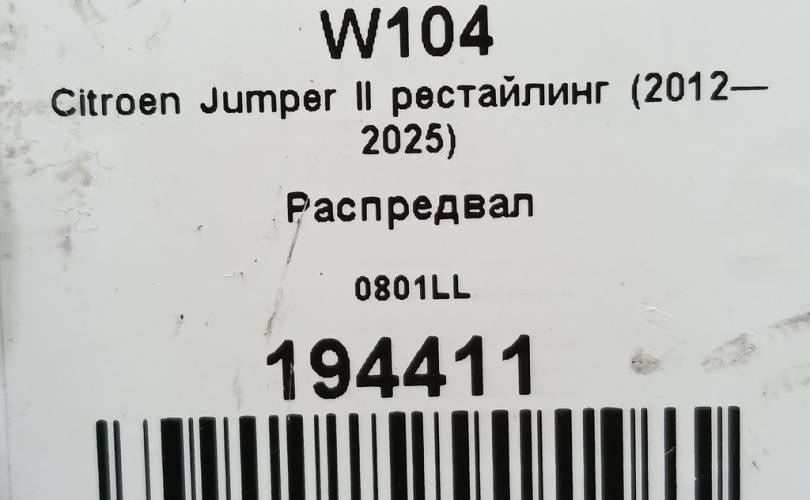 W104
Citroen Jumper II рестайлинг (2012—
2025)
Распредвал
0801LL
194411